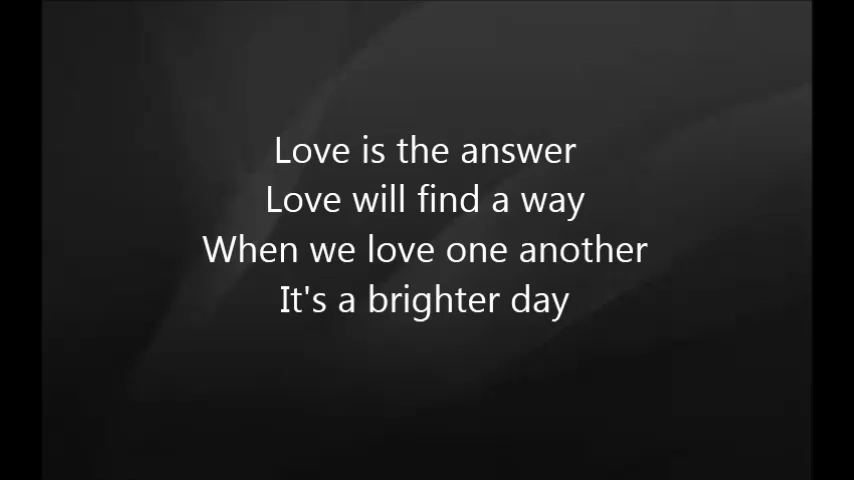 Love is the answer
Love will find a way
When we love one another
It's a brighter day